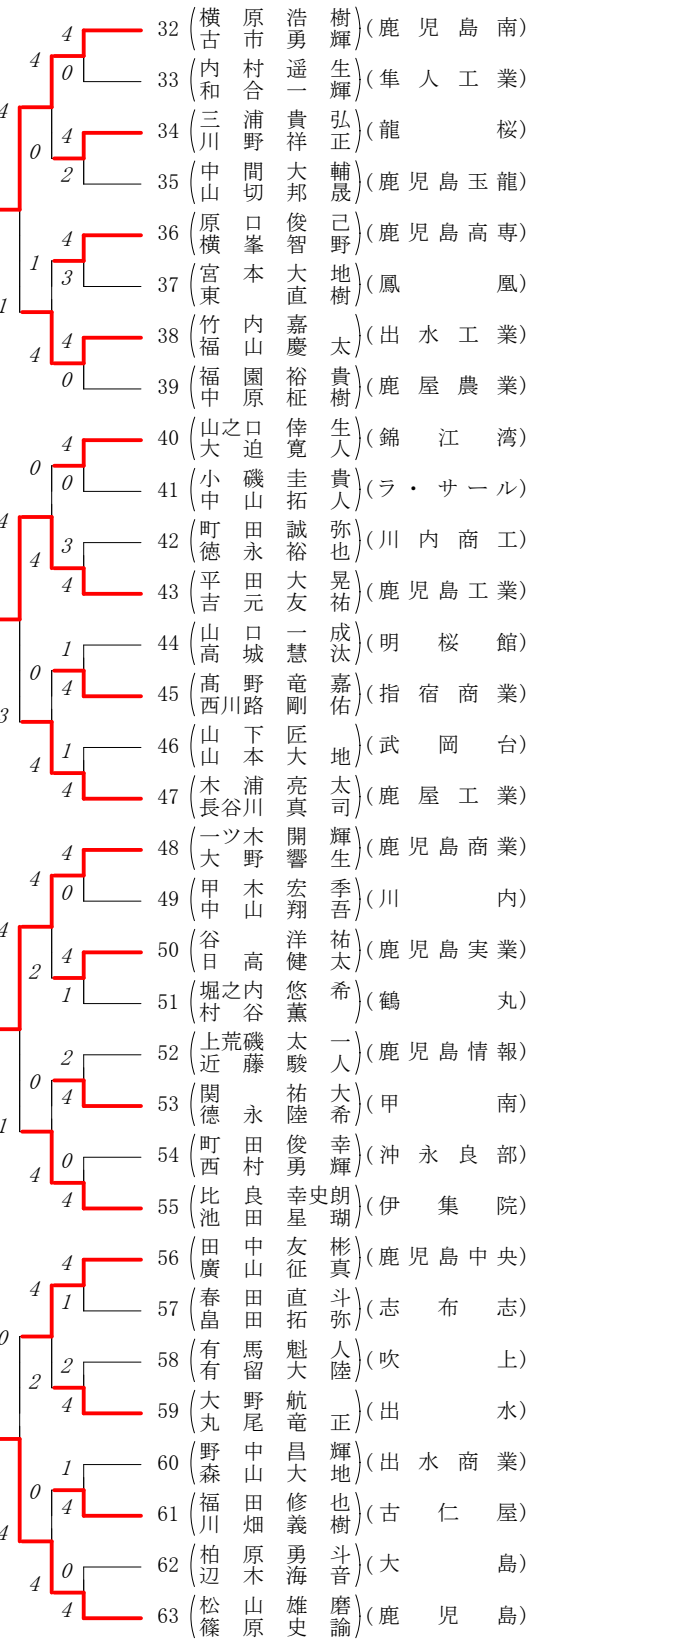 32 (横原浩樹 古市勇輝)(鹿児島南)
33 (内村遥生 和合一輝)(隼人工業)
34 (三浦貴弘 川野祥正)(龍桜)
35 (中間大輔 山切邦晟)(鹿児島玉龍)
36 (原口俊己 横峯智野)(鹿児島高専)
37 (宮本大地 東直樹)(鳳凰)
38 (竹内嘉 福山慶太)(出水工業)
39 (福園裕貴 中原柾樹)(鹿屋農業)
40 (山之口倖生 大迫寛人)(錦江湾)
41 (小磯圭貴 中山拓人)(ラ・サール)
42 (町田誠弥 徳永裕也)(川内商工)
43 (平田大晃 吉元友祐)(鹿児島工業)
44 (山口一成 高城慧汰)(明桜館)
45 (髙野竜嘉 西川路剛佑)(指宿商業)
46 (山下匠 山本大地)(武岡台)
47 (木浦亮太 長谷川真司)(鹿屋工業)
48 (一ツ木開輝 大野響生)(鹿児島商業)
49 (甲木宏季 中山翔吾)(川内)
50 (谷洋祐 日高健太)(鹿児島実業)
51 (堀之内悠希 村谷薫)(鶴丸)
52 (上荒磯太一 近藤駿人)(鹿児島情報)
53 (関祐大 德永陸希)(甲南)
54 (町田俊幸 西村勇輝)(沖永良部)
55 (比良幸史朗 池田星瑚)(伊集院)
56 (田中友彬 廣山征真)(鹿児島中央)
57 (春田直斗 畠田拓弥)(志布志)
58 (有馬魁人 有留大陸)(吹上)
59 (大野航 丸尾竜正)(出水)
60 (野中昌輝 森山大地)(出水商業)
61 (福田修也 川畑義樹)(古仁屋)
62 (柏原勇斗 辺木海音)(大島)
63 (松山雄磨 篠原史諭)(鹿児島)
4
0
4
2
4
3
4
0
4
0
3
4
1
4
1
4
4
0
4
1
2
4
0
4
4
1
2
4
1
4
0
4
4
0
1
4
0
4
0
4
4
2
0
4
4
2
0
4
4
1
4
3
4
1
0
4